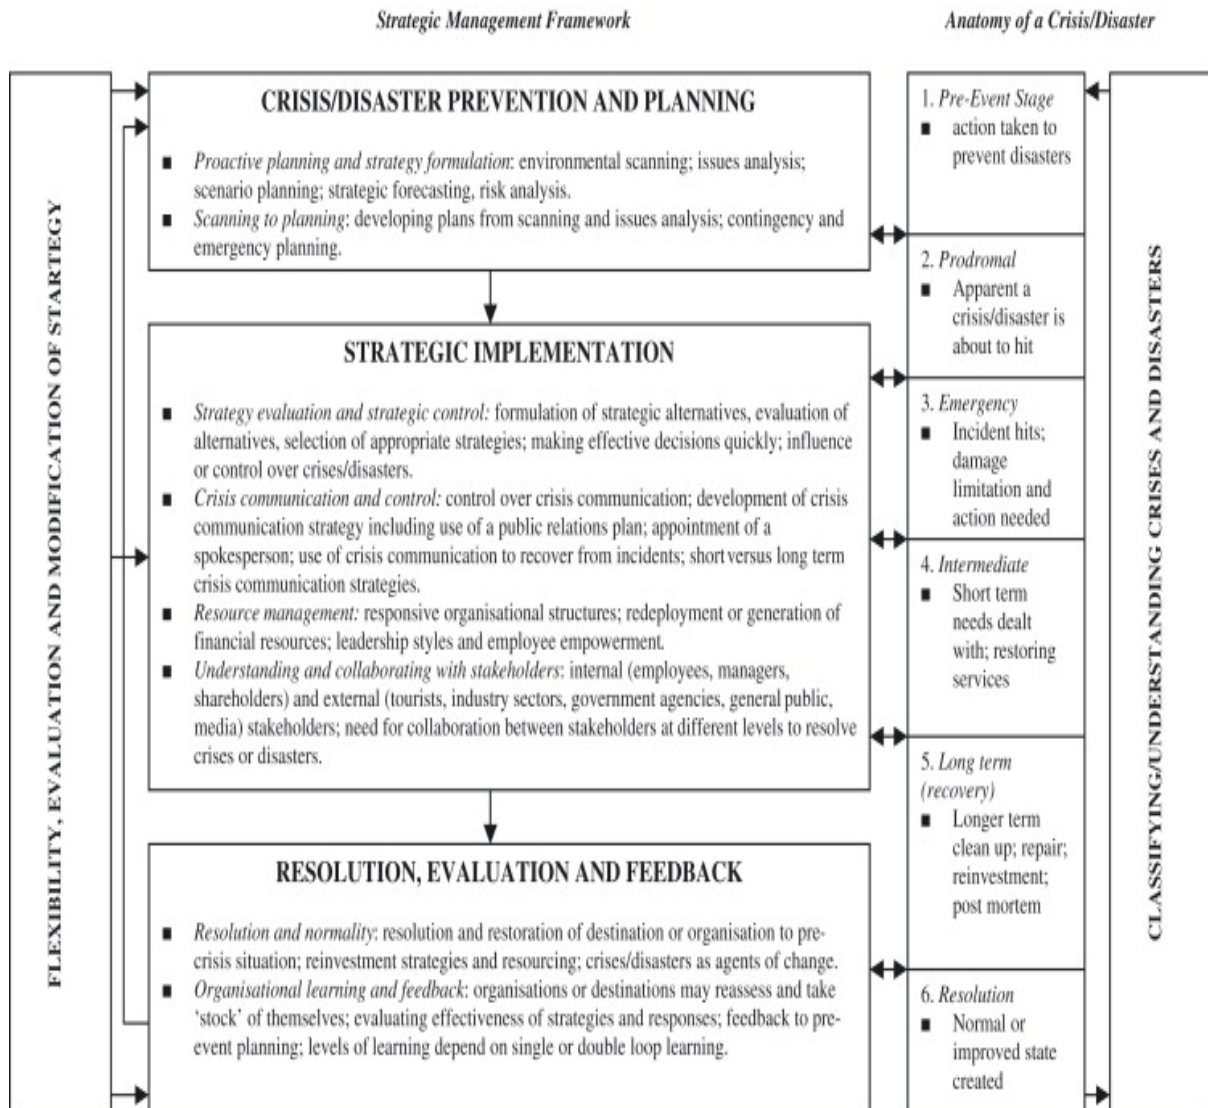 Strategic Management Framework
Anatomy of a Crisis/Disaster
FLEXIBILITY, EVALUATION AND MODIFICATION OF STARTEGY
CRISIS/DISASTER PREVENTION AND PLANNING
■ Proactive planning and strategy formulation: environmental scanning; issues analysis;
scenario planning; strategic forecasting, risk analysis.
■ Scanning to planning: developing plans from scanning and issues analysis; contingency and
emergency planning.
STRATEGIC IMPLEMENTATION
■ Strategy evaluation and strategic control: formulation of strategic alternatives, evaluation of
alternatives, selection of appropriate strategies; making effective decisions quickly; influence
or control over crises/disasters.
■ Crisis communication and control: control over crisis communication; development of crisis
communication strategy including use of a public relations plan; appointment of a
spokesperson; use of crisis communication to recover from incidents; short versus long term
crisis communication strategies.
■ Resource management: responsive organisational structures; redeployment or generation of
financial resources; leadership styles and employee empowerment.
■ Understanding and collaborating with stakeholders: internal (employees, managers,
shareholders) and external (tourists, industry sectors, government agencies, general public,
media) stakeholders; need for collaboration between stakeholders at different levels to resolve
crises or disasters.
RESOLUTION, EVALUATION AND FEEDBACK
■ Resolution and normality: resolution and restoration of destination or organisation to pre-
crisis situation; reinvestment strategies and resourcing; crises/disasters as agents of change.
■ Organisational learning and feedback: organisations or destinations may reassess and take
‘stock’ of themselves; evaluating effectiveness of strategies and responses; feedback to pre-
event planning; levels of learning depend on single or double loop learning.
1. Pre-Event Stage
■ action taken to
prevent disasters
2. Prodromal
■ Apparent a
crisis/disaster is
about to hit
3. Emergency
■ Incident hits;
damage
limitation and
action needed
4. Intermediate
■ Short term
needs dealt
with; restoring
services
5. Long term
(recovery)
■ Longer term
clean up; repair;
reinvestment;
post mortem
6. Resolution
■ Normal or
improved state
created
CLASSIFYING/UNDERSTANDING CRISES AND DISASTERS